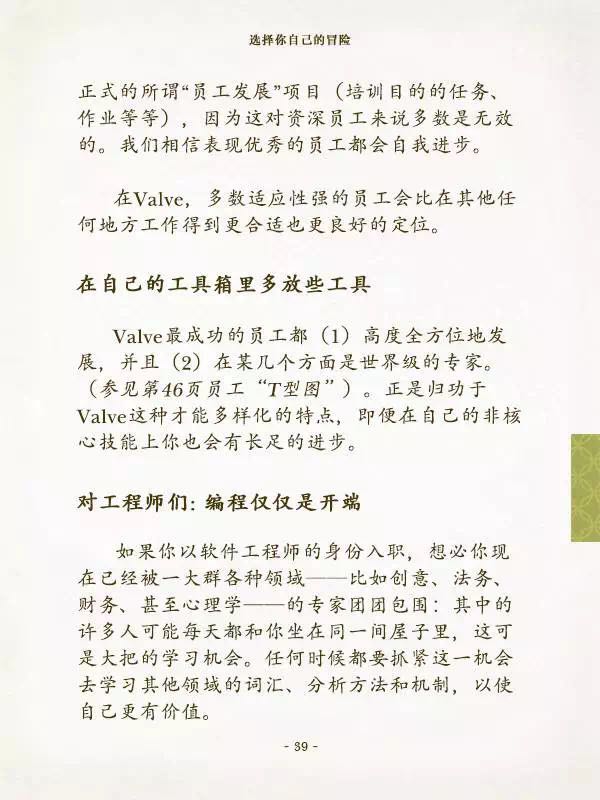 选择你自己的冒险
正式的所谓“员工发展”项目（培训目的的任务、
作业等等），因为这对资深员工来说多数是无效
的。我们相信表现优秀的员工都会自我进步。
在Valve，多数适应性强的员工会比在其他任
何地方工作得到更合适也更良好的定位。
在自己的工具箱里多放些工具
Valve最成功的员工都（1）高度全方位地发
展，并且（2）在某几个方面是世界级的专家。
（参见第46页员工“T型图”）。正是归功于
Valve这种才能多样化的特点，即便在自己的非核
心技能上你也会有长足的进步。
对工程师们：编程仅仅是开端
如果你以软件工程师的身份入职，想必你现
在已经被一大群各种领域——比如创意、法务、
财务、甚至心理学——的专家团团包围：其中的
许多人可能每天都和你坐在同一间屋子里，这可
是大把的学习机会。任何时候都要抓紧这一机会
去学习其他领域的词汇、分析方法和机制，以使
自己更有价值。
- 39 -